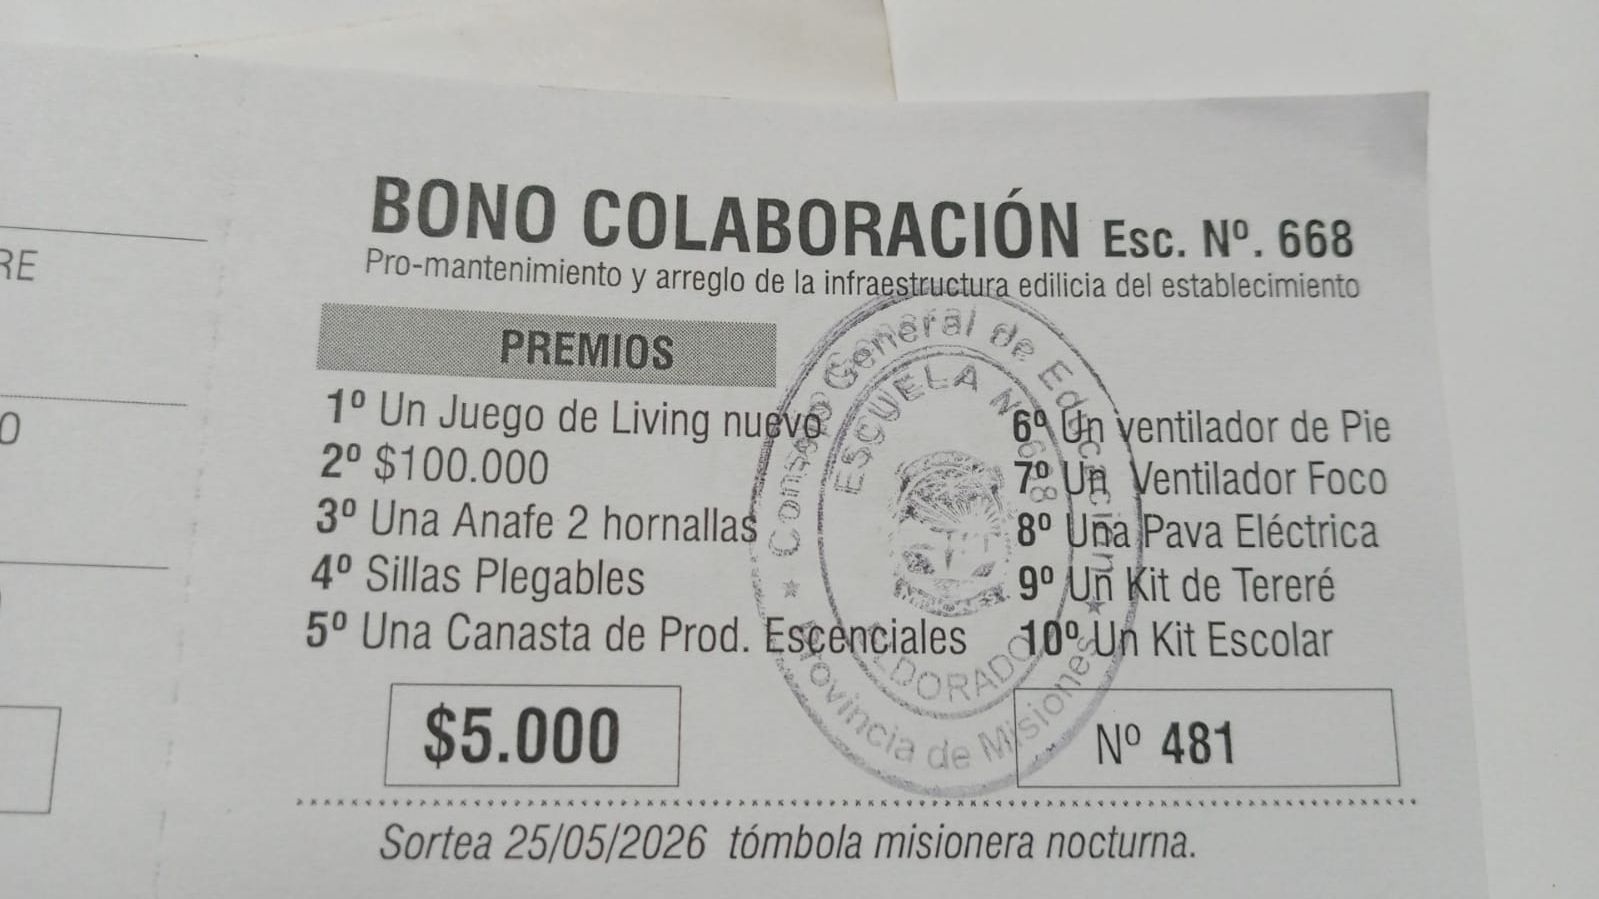 RE
O
BONO COLABORACIÓN Esc. Nº. 668
Pro-mantenimiento y arreglo de la infraestructura edilicia del establecimiento
PREMIOS
1º Un Juego de Living nuevo
2º $100.000
3º Una Anafe 2 hornallas
4º Sillas Plegables
5º Una Canasta de Prod. Escenciales
6º Un ventilador de Pie
7º Un Ventilador Foco
8º Una Pava Eléctrica
9º Un Kit de Tereré
10º Un Kit Escolar
$5.000
Nº 481
Sortea 25/05/2026 tómbola misionera nocturna.
Consejo General de Educación
ESCUELA Nº 668
ELDORADO
Provincia de Misiones